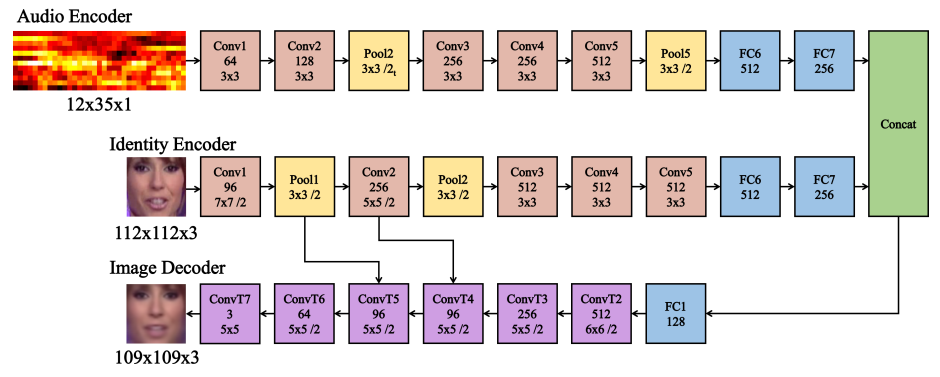 Audio Encoder
Conv1
64
3x3
Conv2
128
3x3
Pool2
3x3 /2t
Conv3
256
3x3
Conv4
256
3x3
Conv5
512
3x3
Pool5
3x3 /2
FC6
512
FC7
256
12x35x1
Concat
Identity Encoder
Conv1
96
7x7 /2
Pool1
3x3 /2
Conv2
256
5x5 /2
Pool2
3x3 /2
Conv3
512
3x3
Conv4
512
3x3
Conv5
512
3x3
FC6
512
FC7
256
112x112x3
Image Decoder
ConvT7
3
5x5
ConvT6
64
5x5 /2
ConvT5
96
5x5 /2
ConvT4
96
5x5 /2
ConvT3
256
5x5 /2
ConvT2
512
6x6 /2
FC1
128
109x109x3